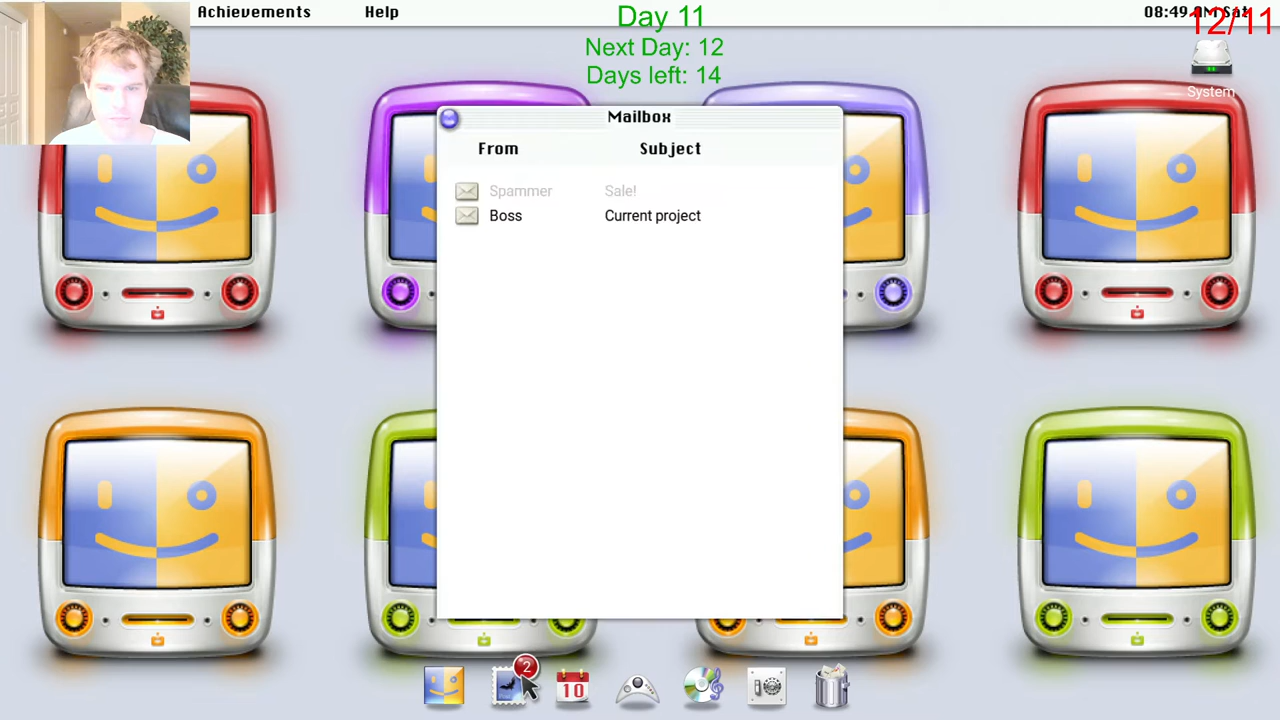 Achievements
Help
Day 11
08:49 AM Sat
12/11
Next Day: 12
Days left: 14
System
Mailbox
From
Subject
Spammer
Sale!
Boss
Current project
2
10